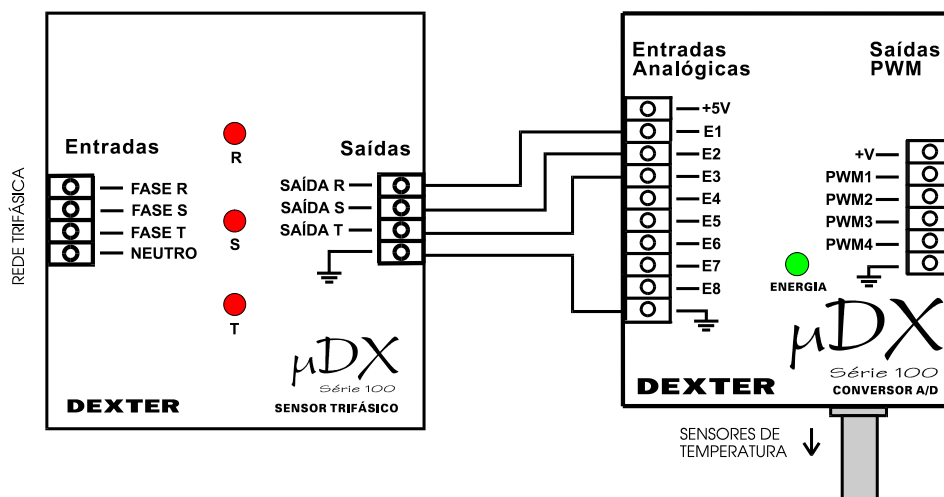 REDE TRIFÁSICA
Entradas
FASE R
FASE S
FASE T
NEUTRO
R
S
T
Saídas
SAÍDA R
SAÍDA S
SAÍDA T
µDX
Série 100
DEXTER
SENSOR TRIFÁSICO
Entradas
Analógicas
+5V
E1
E2
E3
E4
E5
E6
E7
E8
Saídas
PWM
+V
PWM1
PWM2
PWM3
PWM4
ENERGIA
µDX
Série 100
DEXTER
CONVERSOR A/D
SENSORES DE
TEMPERATURA